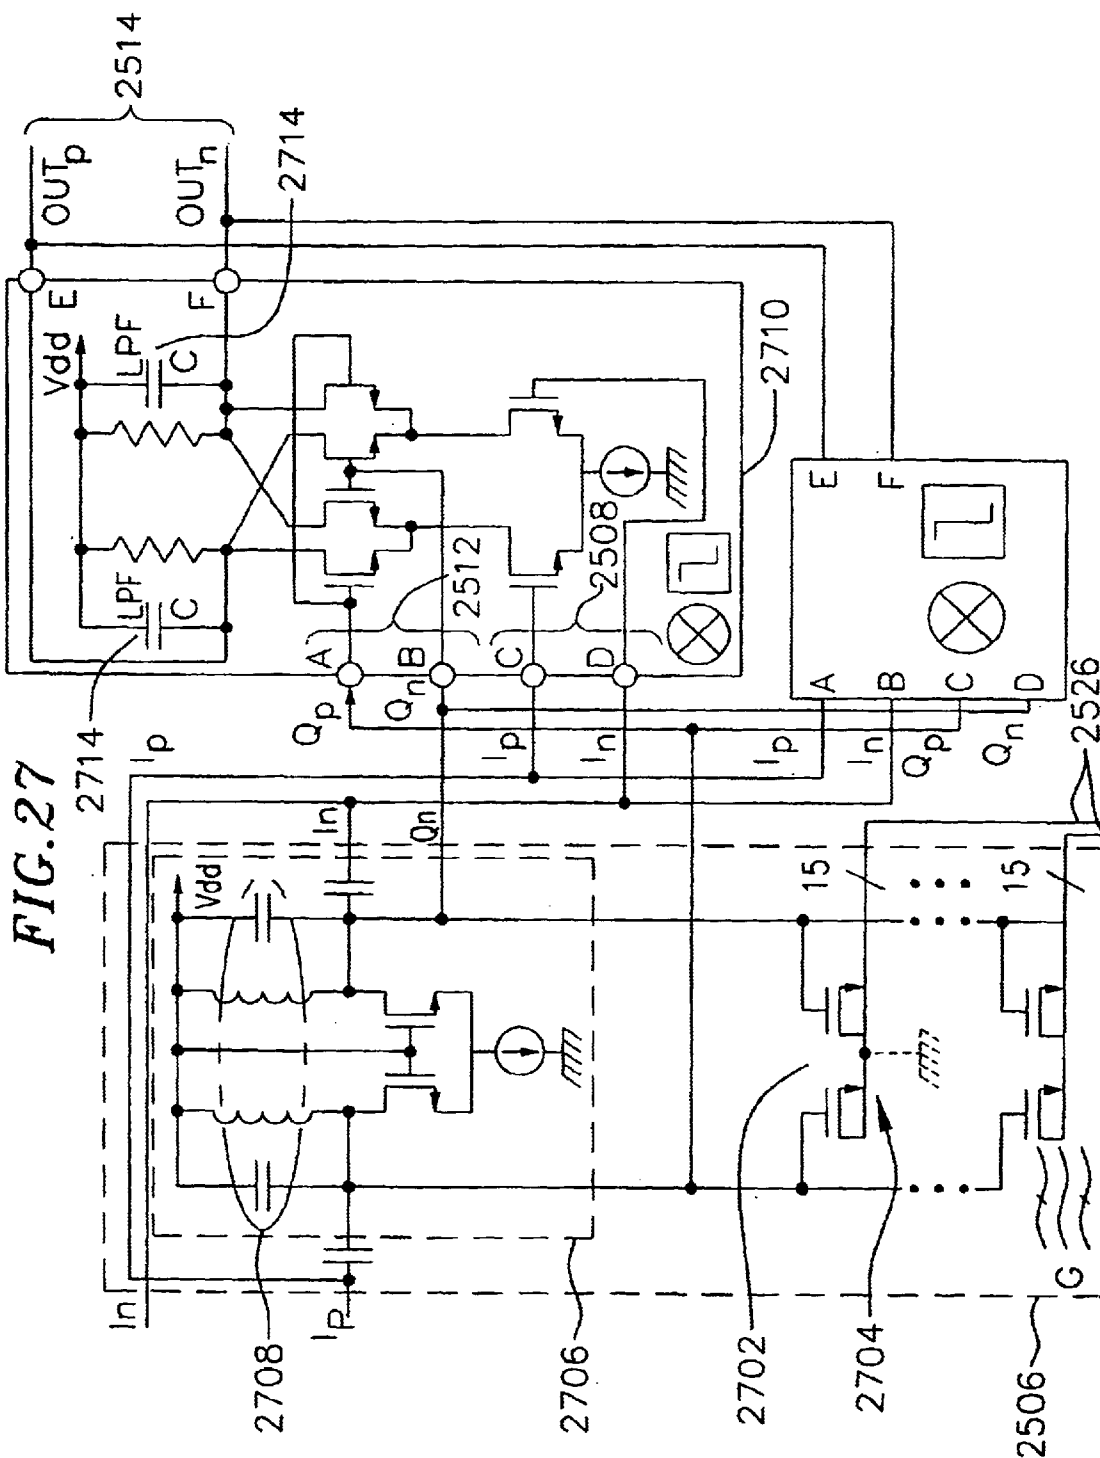 FIG.27
2514
OUTp
OUTn
2714
E
F
Vdd
LPF
C
LPF
C
2714
2710
2512
2508
A
B
C
D
Qp
Qn
Ip
In
Ip
E
F
A
B
C
D
Ip
In
Qp
Qn
2526
In
Qn
Vdd
15
15
In
Ip
2708
2706
2702
2704
2506
G